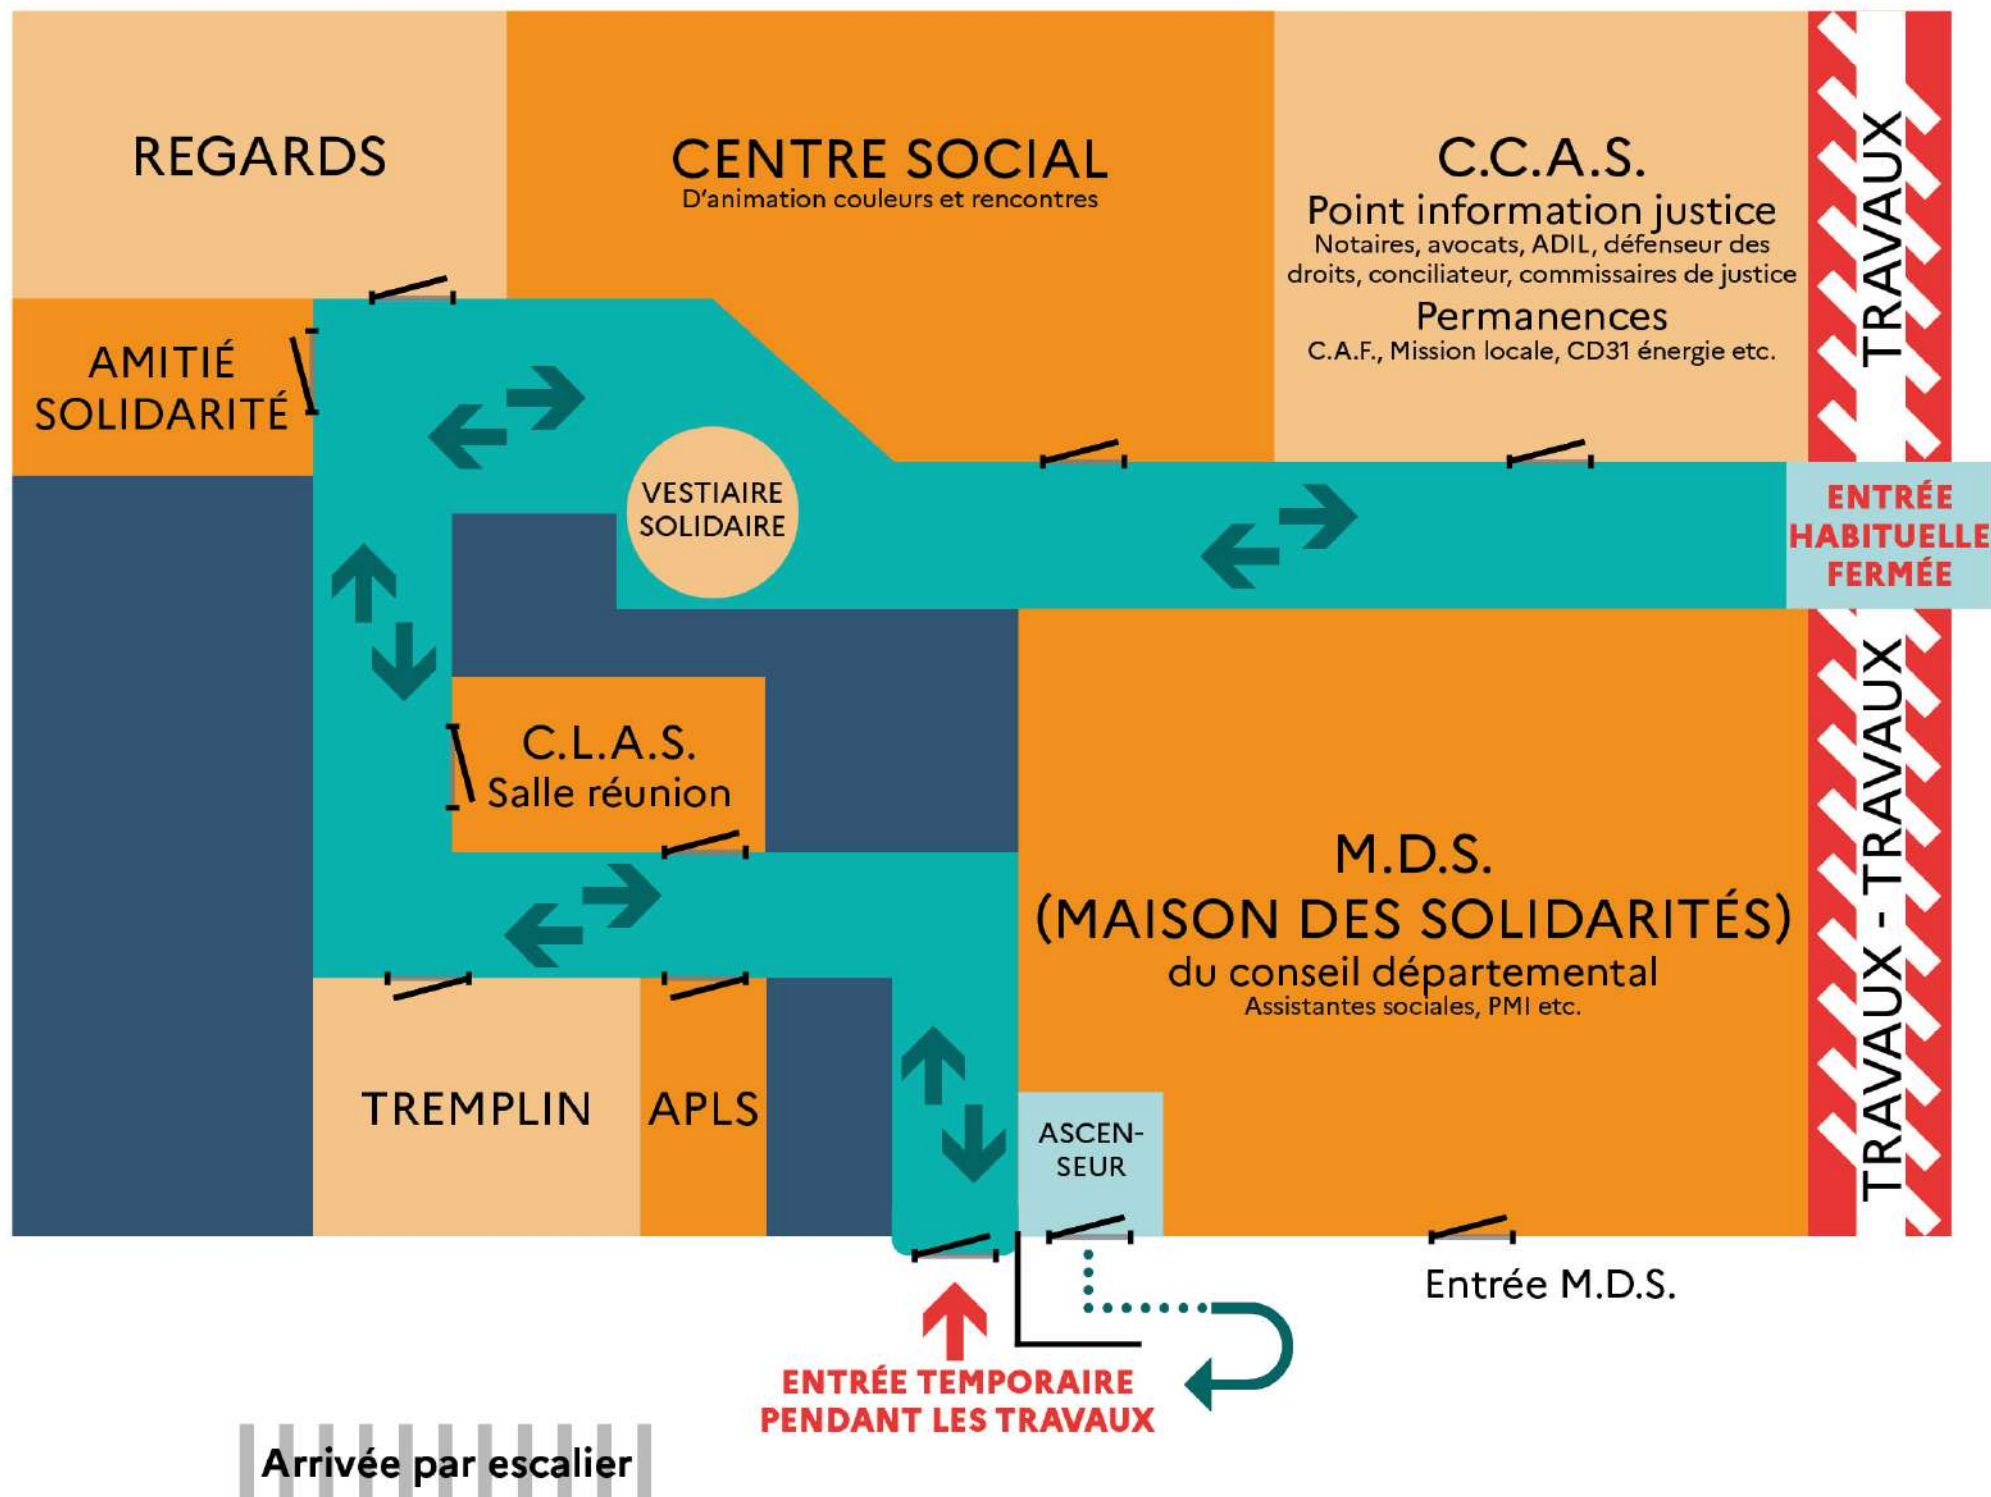 REGARDS
CENTRE SOCIAL
D'animation couleurs et rencontres
C.C.A.S.
Point information justice
Notaires, avocats, ADIL, défenseur des
droits, conciliateur, commissaires de justice
Permanences
C.A.F., Mission locale, CD31 énergie etc.
TRAVAUX
AMITIÉ
SOLIDARITÉ
VESTIAIRE
SOLIDAIRE
ENTRÉE
HABITUELLE
FERMÉE
C.L.A.S.
Salle réunion
M.D.S.
(MAISON DES SOLIDARITÉS)
du conseil départemental
Assistantes sociales, PMI etc.
TRAVAUX - TRAVAUX
TREMPLIN
APLS
ASCEN-
SEUR
Entrée M.D.S.
ENTRÉE TEMPORAIRE
PENDANT LES TRAVAUX
Arrivée par escalier